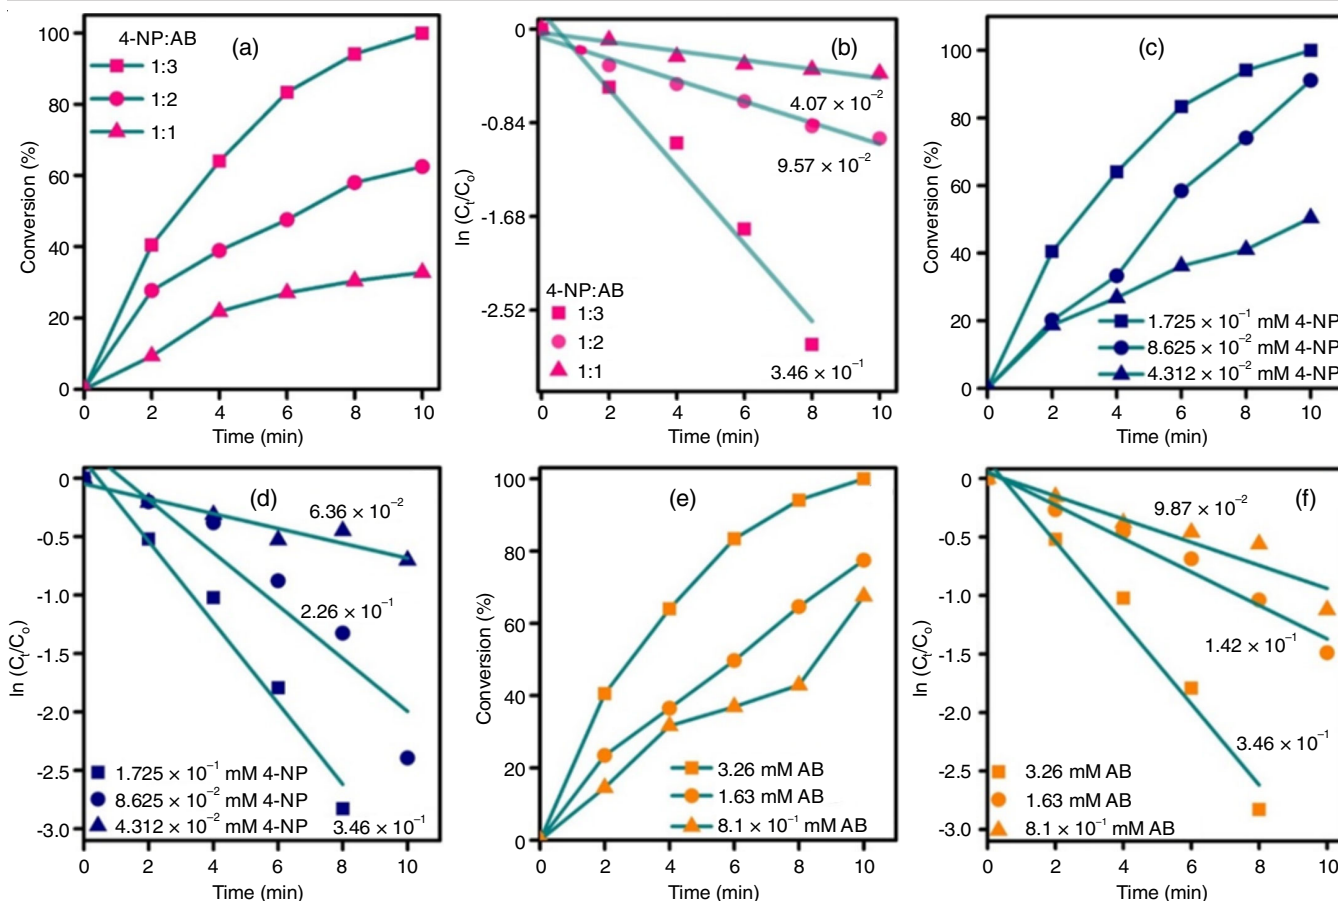 (a)
4-NP:AB
1:3
1:2
1:1
100
80
60
40
20
0
Conversion (%)
0 2 4 6 8 10
Time (min)
(b)
0
-0.84
-1.68
-2.52
ln (Cₜ/Cₒ)
4.07 × 10⁻²
9.57 × 10⁻²
4-NP:AB
1:3
1:2
1:1
3.46 × 10⁻¹
0 2 4 6 8 10
Time (min)
(c)
100
80
60
40
20
0
Conversion (%)
1.725 × 10⁻¹ mM 4-NP
8.625 × 10⁻² mM 4-NP
4.312 × 10⁻² mM 4-NP
0 2 4 6 8 10
Time (min)
(d)
0
-0.5
-1.0
-1.5
-2.0
-2.5
-3.0
ln (Cₜ/Cₒ)
6.36 × 10⁻²
2.26 × 10⁻¹
1.725 × 10⁻¹ mM 4-NP
8.625 × 10⁻² mM 4-NP
4.312 × 10⁻² mM 4-NP
3.46 × 10⁻¹
0 2 4 6 8 10
Time (min)
(e)
100
80
60
40
20
0
Conversion (%)
3.26 mM AB
1.63 mM AB
8.1 × 10⁻¹ mM AB
0 2 4 6 8 10
Time (min)
(f)
0
-0.5
-1.0
-1.5
-2.0
-2.5
-3.0
ln (Cₜ/Cₒ)
9.87 × 10⁻²
1.42 × 10⁻¹
3.46 × 10⁻¹
3.26 mM AB
1.63 mM AB
8.1 × 10⁻¹ mM AB
0 2 4 6 8 10
Time (min)